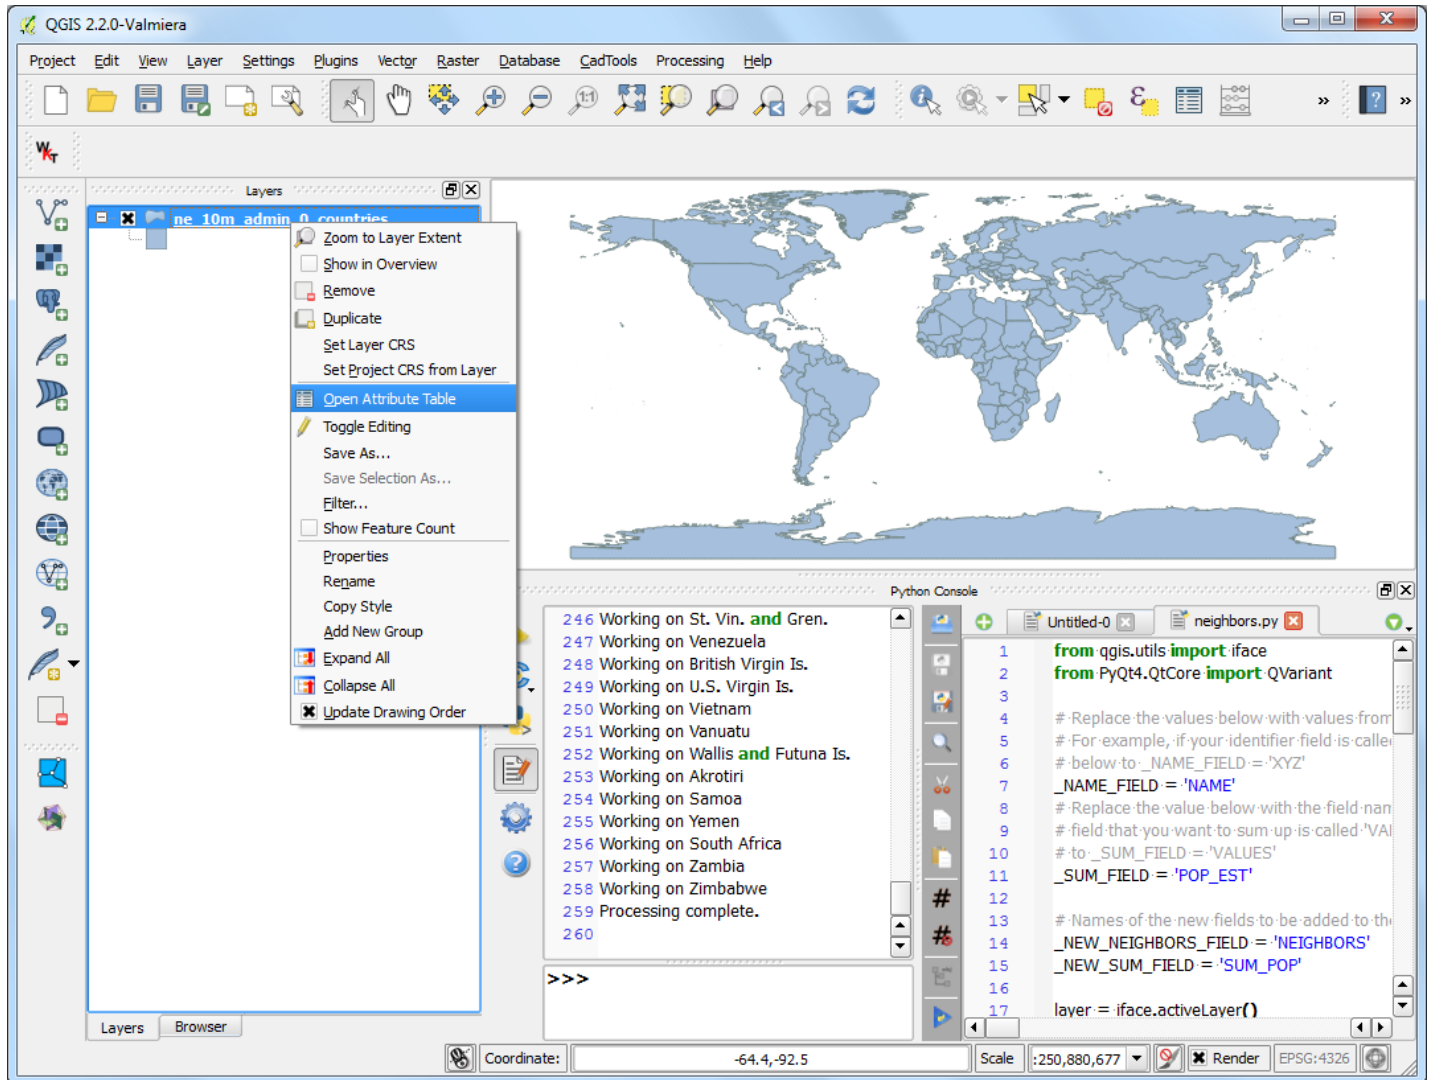 QGIS 2.2.0-Valmiera
Project Edit View Layer Settings Plugins Vector Raster Database CadTools Processing Help
1:1
» ? »
WKT
Layers
ne_10m_admin_0_countries
Zoom to Layer Extent
Show in Overview
Remove
Duplicate
Set Layer CRS
Set Project CRS from Layer
Open Attribute Table
Toggle Editing
Save As...
Save Selection As...
Filter...
Show Feature Count
Properties
Rename
Copy Style
Add New Group
Expand All
Collapse All
Update Drawing Order
Layers Browser
Python Console
246 Working on St. Vin. and Gren.
247 Working on Venezuela
248 Working on British Virgin Is.
249 Working on U.S. Virgin Is.
250 Working on Vietnam
251 Working on Vanuatu
252 Working on Wallis and Futuna Is.
253 Working on Akrotiri
254 Working on Samoa
255 Working on Yemen
256 Working on South Africa
257 Working on Zambia
258 Working on Zimbabwe
259 Processing complete.
260
>>>
Untitled-0 neighbors.py
1 from qgis.utils import iface
2 from PyQt4.QtCore import QVariant
3
4 # Replace the values below with values from
5 # For example, if your identifier field is calle
6 # below to _NAME_FIELD = 'XYZ'
7 _NAME_FIELD = 'NAME'
8 # Replace the value below with the field nam
9 # field that you want to sum up is called 'VAL
10 # to _SUM_FIELD = 'VALUES'
11 _SUM_FIELD = 'POP_EST'
12
13 # Names of the new fields to be added to the
14 _NEW_NEIGHBORS_FIELD = 'NEIGHBORS'
15 _NEW_SUM_FIELD = 'SUM_POP'
16
17 layer = iface.activeLayer()
Coordinate: -64.4,-92.5 Scale :250,880,677 Render EPSG:4326